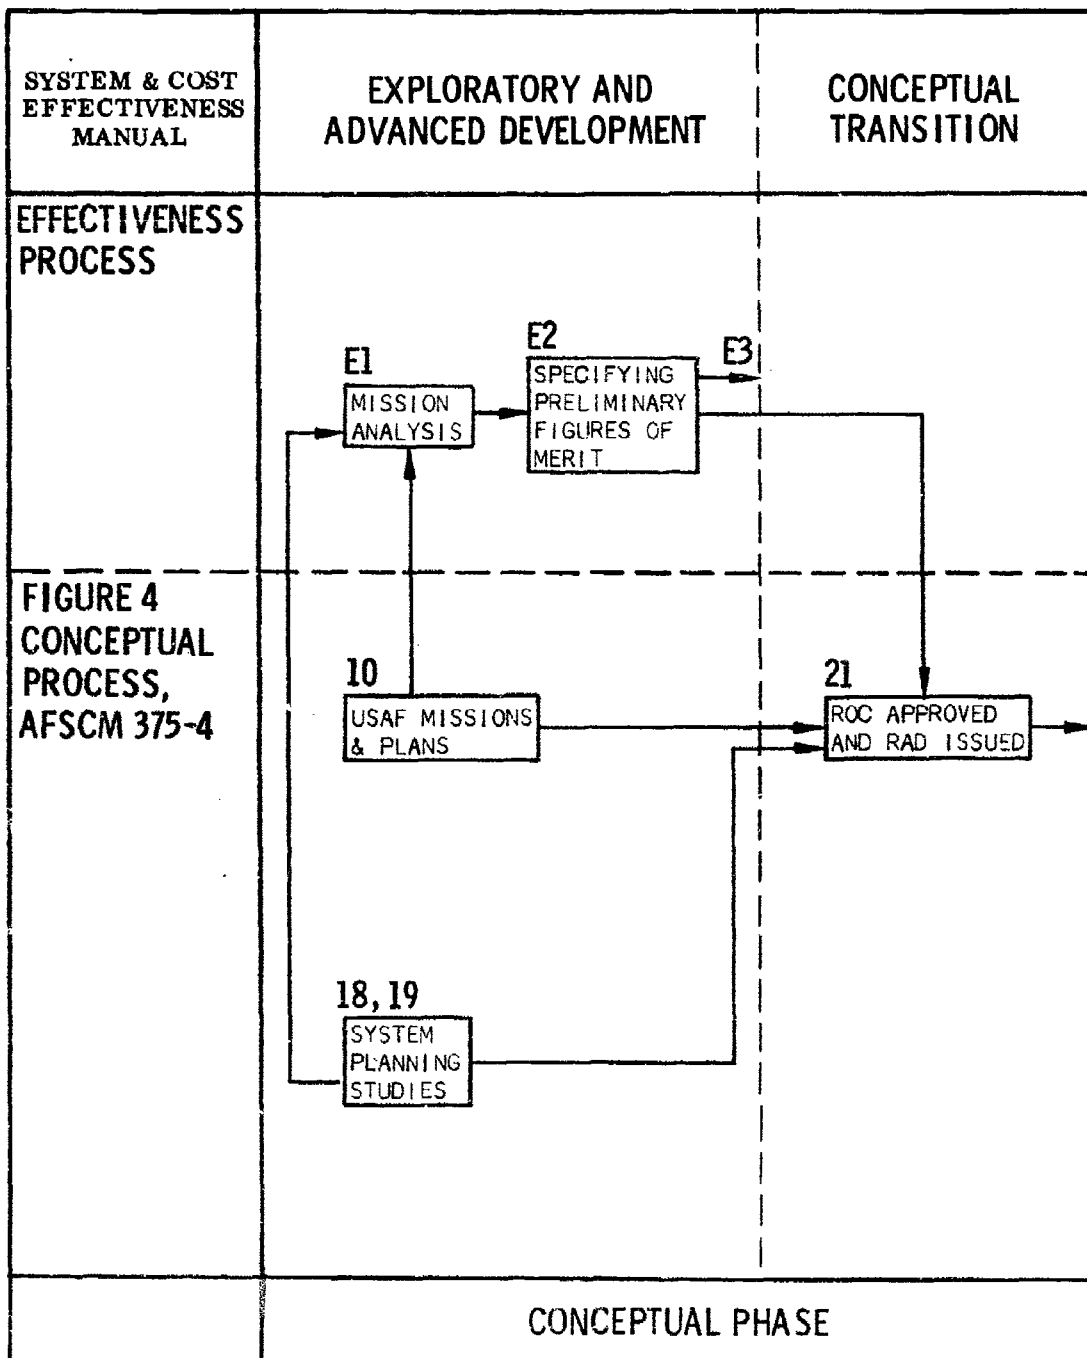 SYSTEM & COST
EFFECTIVENESS
MANUAL
EXPLORATORY AND
ADVANCED DEVELOPMENT
CONCEPTUAL
TRANSITION
EFFECTIVENESS
PROCESS
E1
MISSION
ANALYSIS
E2
SPECIFYING
PRELIMINARY
FIGURES OF
MERIT
E3
FIGURE 4
CONCEPTUAL
PROCESS,
AFSCM 375-4
10
USAF MISSIONS
& PLANS
21
ROC APPROVED
AND RAD ISSUED
18, 19
SYSTEM
PLANNING
STUDIES
CONCEPTUAL PHASE